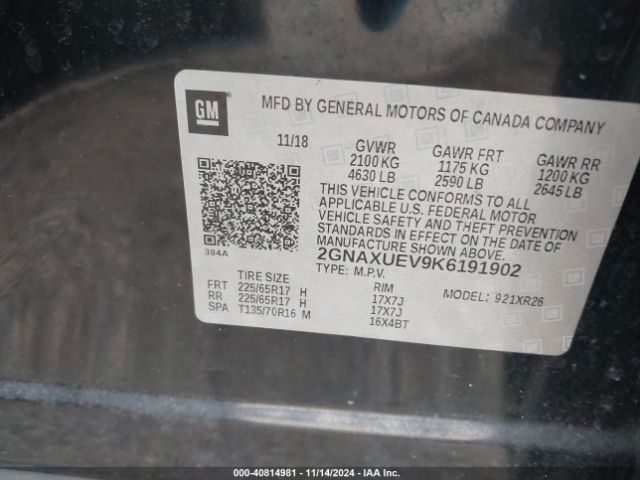 GM
MFD BY GENERAL MOTORS OF CANADA COMPANY
11/18 GVWR GAWR FRT GAWR RR
2100 KG 1175 KG 1200 KG
4630 LB 2590 LB 2645 LB
THIS VEHICLE CONFORMS TO ALL
APPLICABLE U.S. FEDERAL MOTOR
VEHICLE SAFETY AND THEFT PREVENTION
STANDARDS IN EFFECT ON THE DATE OF
MANUFACTURE SHOWN ABOVE.
384A
2GNAXUEV9K6191902
TYPE: M.P.V.
TIRE SIZE RIM MODEL: 921XR26
FRT 225/65R17 H 17X7J
RR 225/65R17 H 17X7J
SPA T135/70R16 M 16X4BT
000-40814981 - 11/14/2024 - IAA Inc.